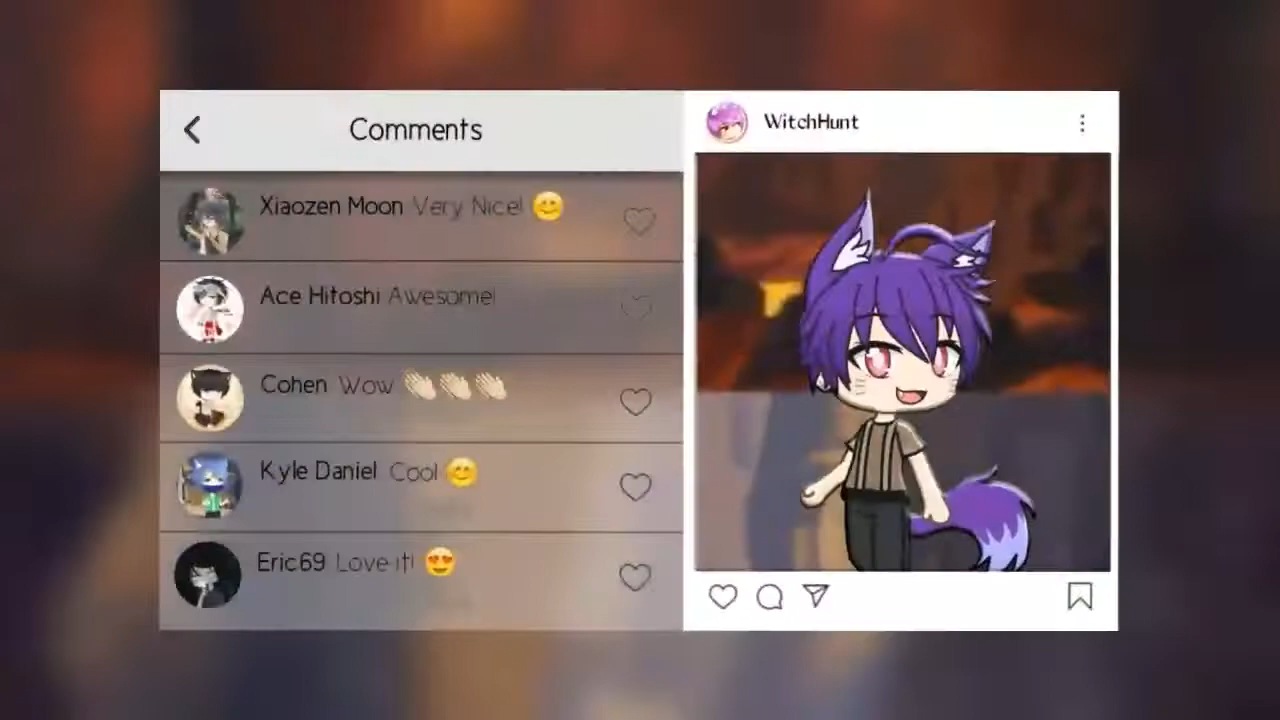 Comments
Xiaozen Moon Very Nice! 😊
Ace Hitoshi Awesome!
Cohen Wow 👏👏👏
Kyle Daniel Cool 😊
Eric69 Love it! 😍
WitchHunt